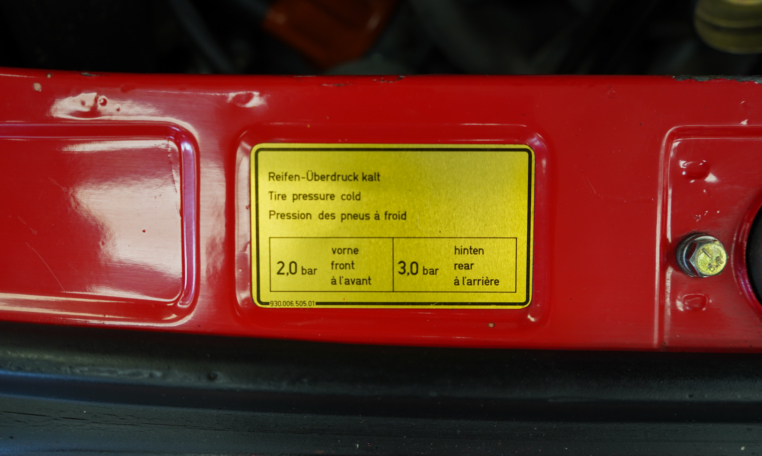 Reifen-Überdruck kalt
Tire pressure cold
Pression des pneus à froid
vorne
2,0 bar front
à l'avant
hinten
3,0 bar rear
à l'arrière
930.006.505.01